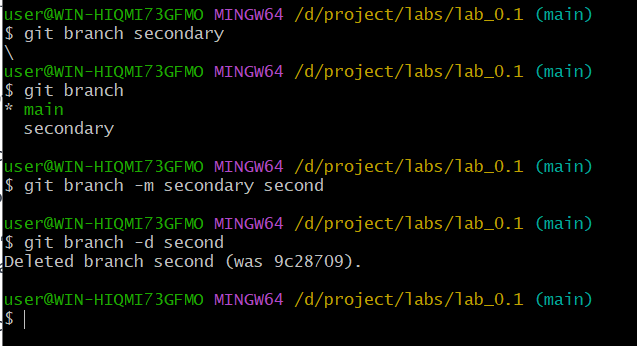 user@WIN-HIQMI73GFMO MINGW64 /d/project/labs/lab_0.1 (main)
$ git branch secondary
\
user@WIN-HIQMI73GFMO MINGW64 /d/project/labs/lab_0.1 (main)
$ git branch
* main
  secondary

user@WIN-HIQMI73GFMO MINGW64 /d/project/labs/lab_0.1 (main)
$ git branch -m secondary second

user@WIN-HIQMI73GFMO MINGW64 /d/project/labs/lab_0.1 (main)
$ git branch -d second
Deleted branch second (was 9c28709).

user@WIN-HIQMI73GFMO MINGW64 /d/project/labs/lab_0.1 (main)
$